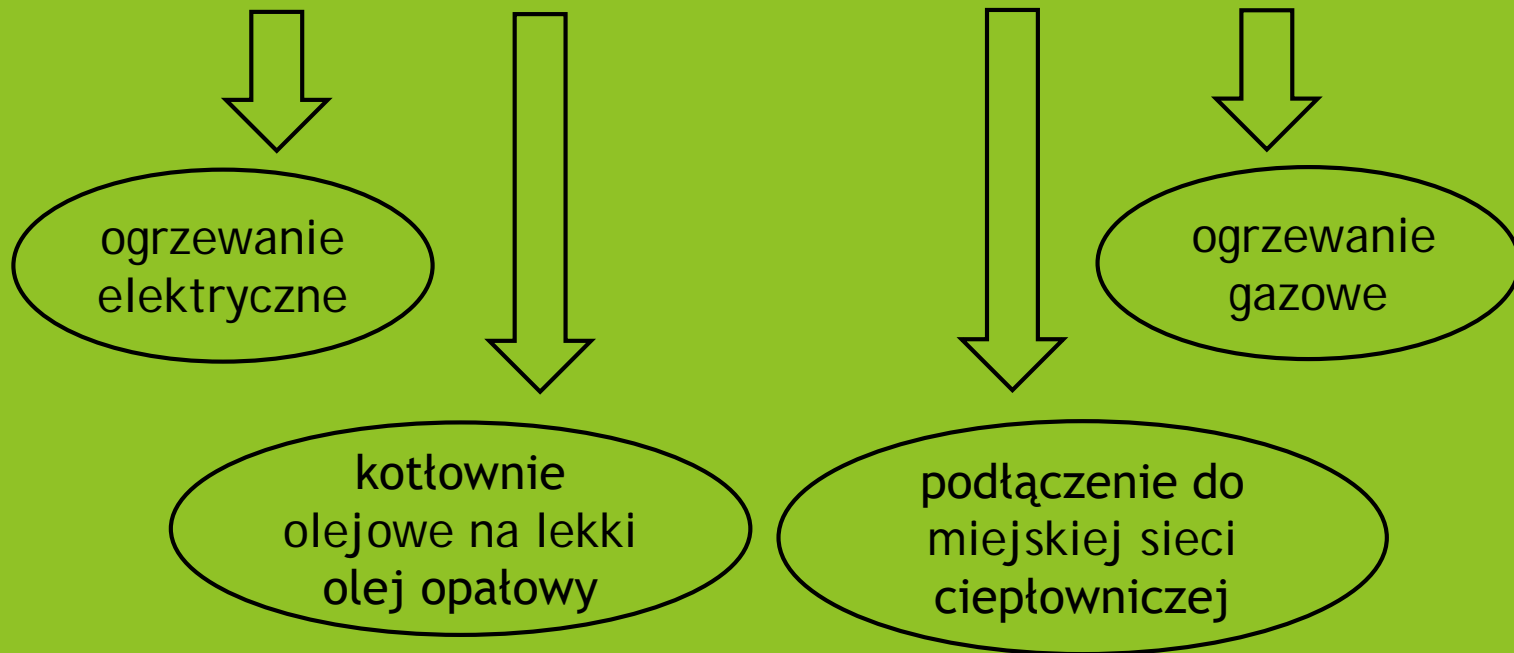 ogrzewanie
elektryczne
ogrzewanie
gazowe
kotłownie
olejowe na lekki
olej opałowy
podłączenie do
miejskiej sieci
ciepłowniczej